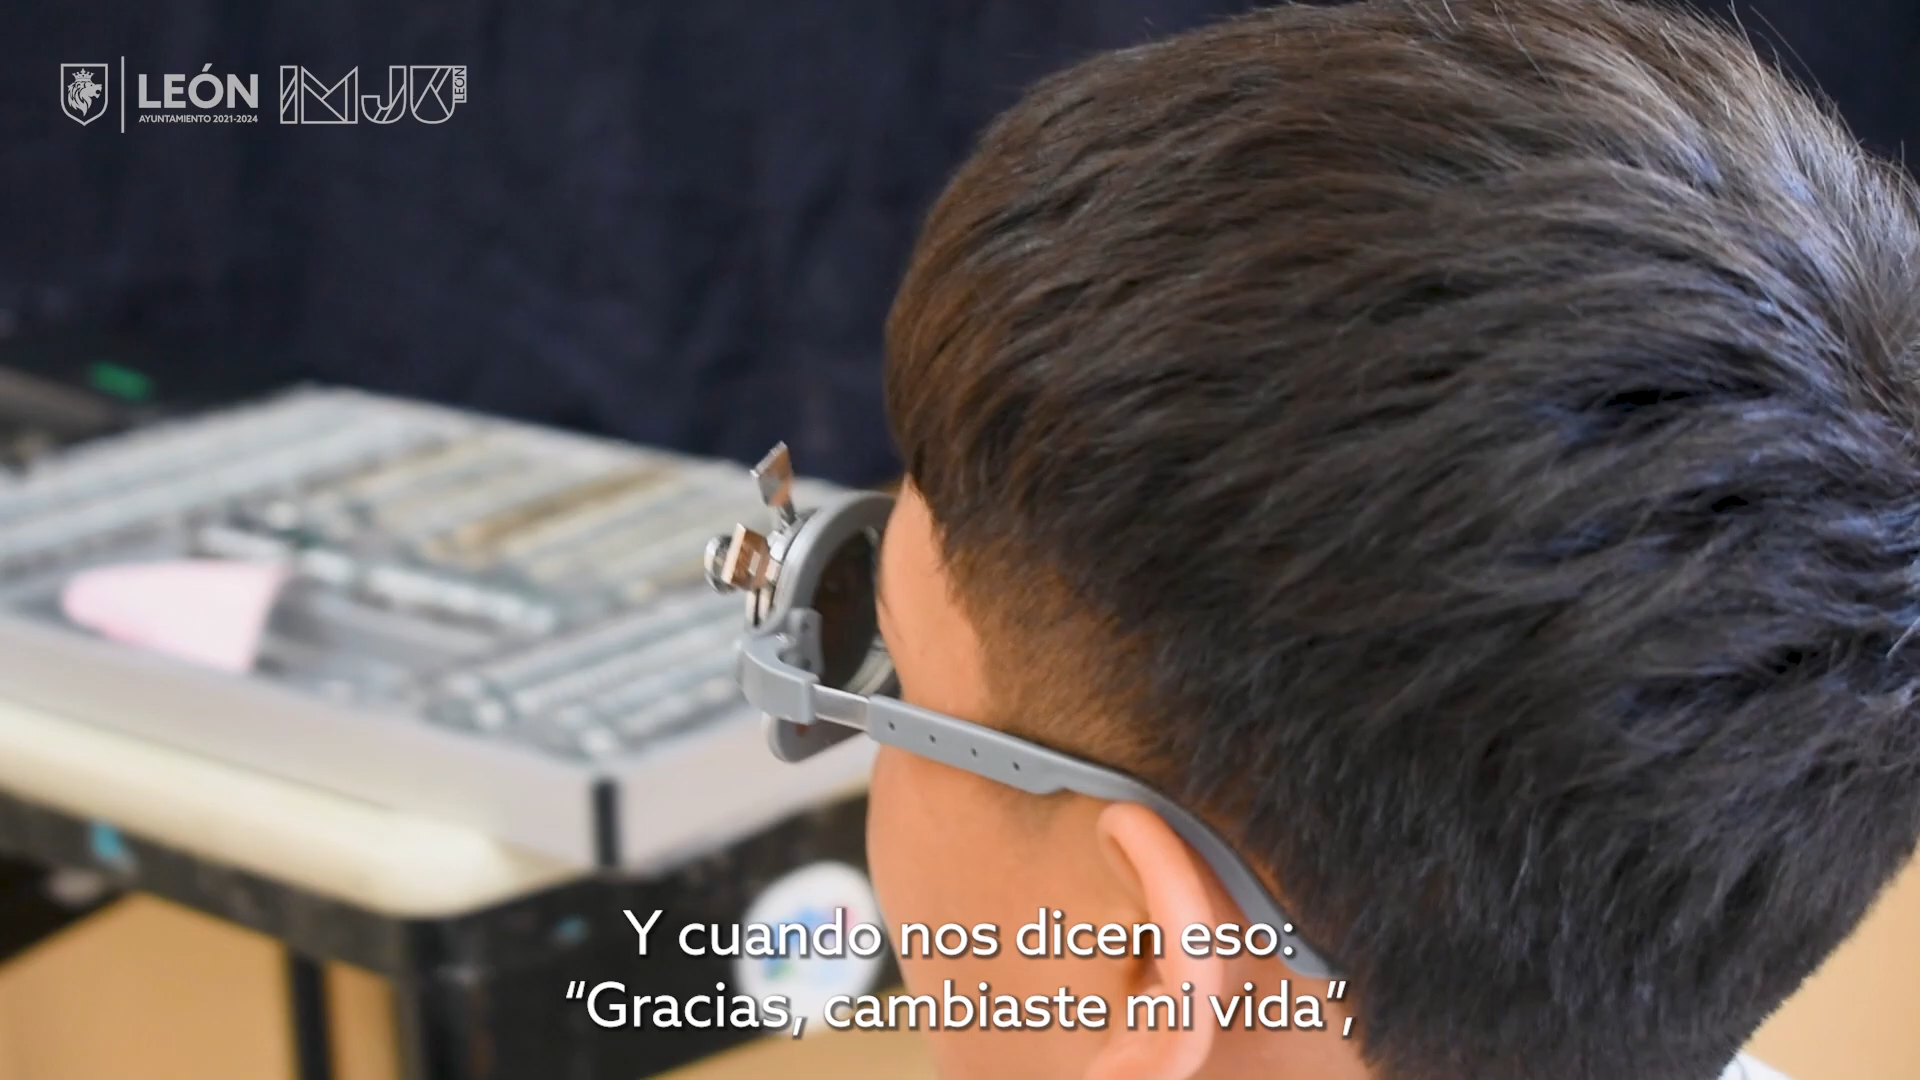 LEÓN
AYUNTAMIENTO 2021-2024
IMJU
LEÓN
Y cuando nos dicen eso:
“Gracias, cambiaste mi vida”,